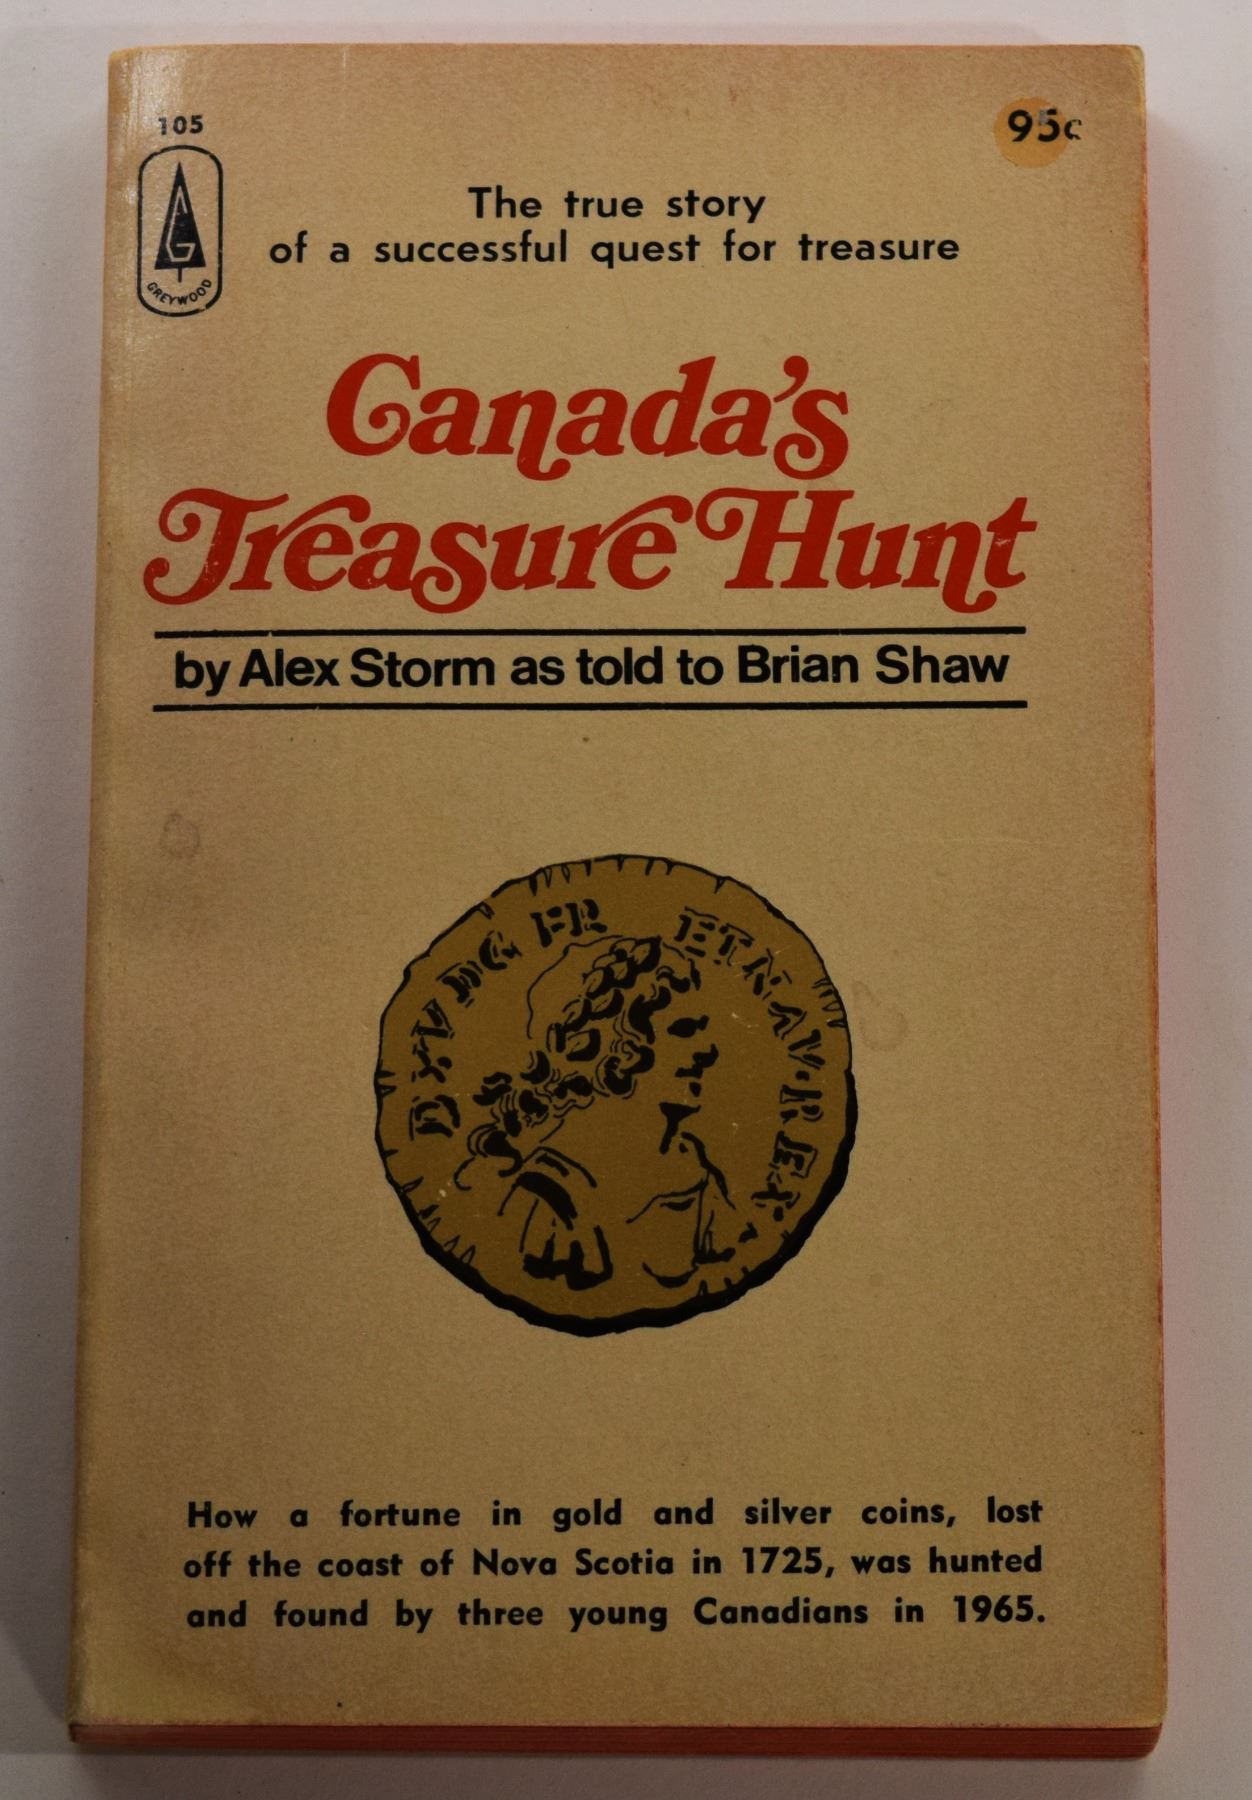 105
95c
AG
GREYWOOD
The true story
of a successful quest for treasure
Canada's
Treasure Hunt
by Alex Storm as told to Brian Shaw
FR ET NAV·REX·
How a fortune in gold and silver coins, lost
off the coast of Nova Scotia in 1725, was hunted
and found by three young Canadians in 1965.